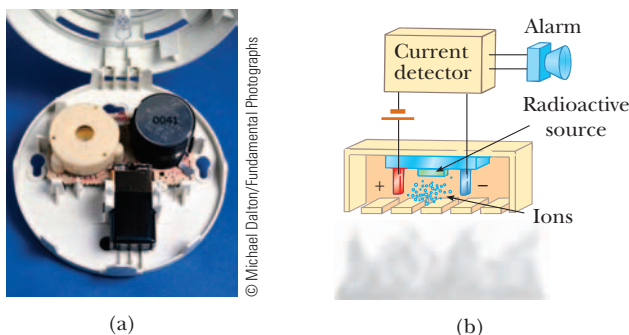 0041
© Michael Dalton/Fundamental Photographs
(a)
Alarm
Current
detector
Radioactive
source
+
−
Ions
(b)